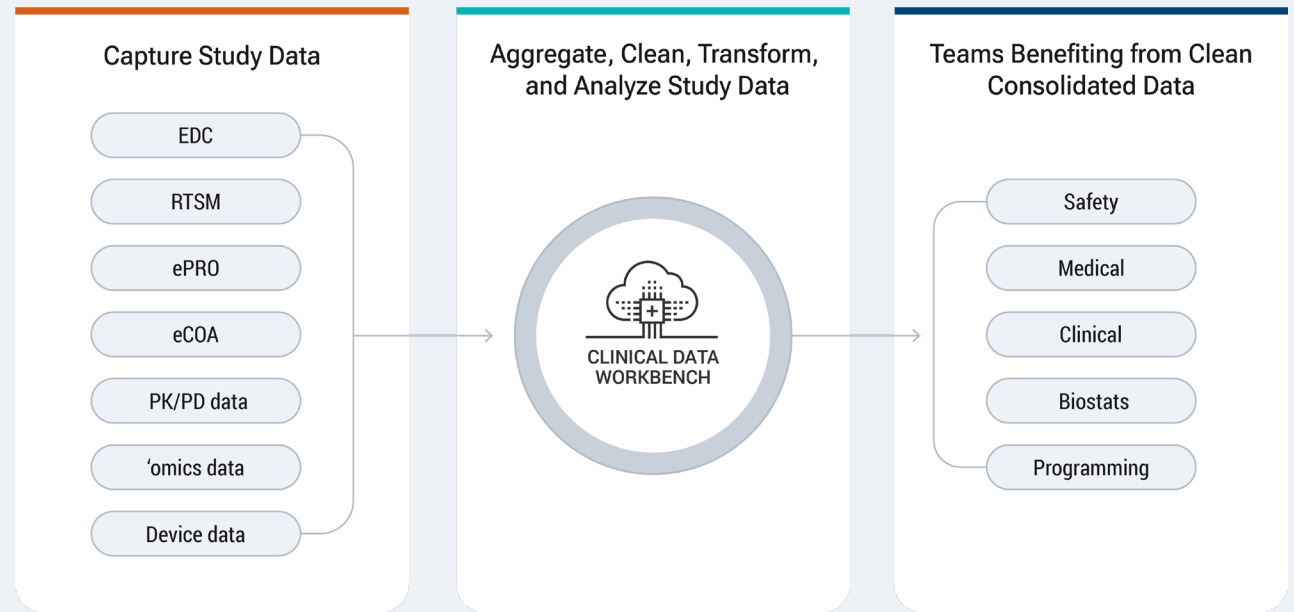 Capture Study Data
EDC
RTSM
ePRO
eCOA
PK/PD data
‘omics data
Device data
Aggregate, Clean, Transform,
and Analyze Study Data
CLINICAL DATA
WORKBENCH
Teams Benefiting from Clean
Consolidated Data
Safety
Medical
Clinical
Biostats
Programming